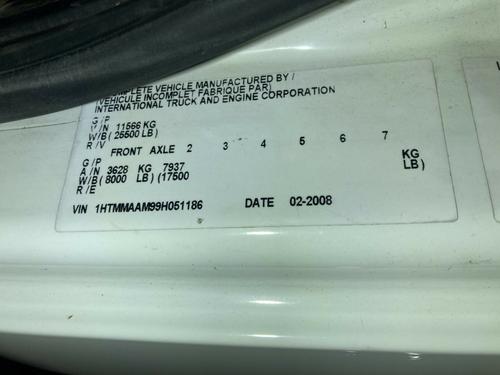 COMPLETE VEHICLE MANUFACTURED BY /
(VEHICULE INCOMPLET FABRIQUE PAR)
INTERNATIONAL TRUCK AND ENGINE CORPORATION
G / P
V / N 11566 KG
W / B ( 25500 LB)
R / V
FRONT AXLE 2 3 4 5 6 7
G / P
A / N 3628 KG 7937 KG
W / B ( 8000 LB ) (17500 LB)
R / E
VIN 1HTMMAAM99H051186 DATE 02-2008